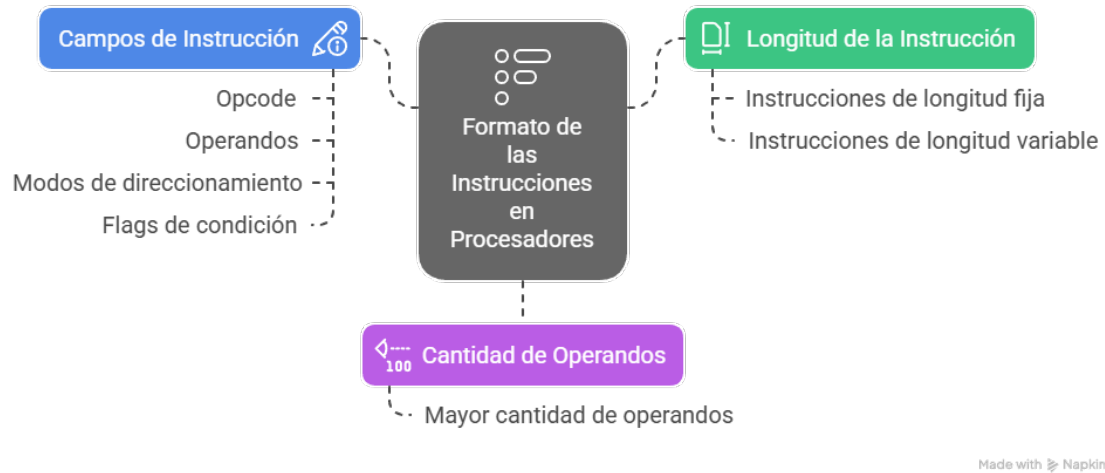 Campos de Instrucción
Opcode
Operandos
Modos de direccionamiento
Flags de condición
Formato de
las
Instrucciones
en
Procesadores
Longitud de la Instrucción
Instrucciones de longitud fija
Instrucciones de longitud variable
100
Cantidad de Operandos
Mayor cantidad de operandos
Made with Napkin